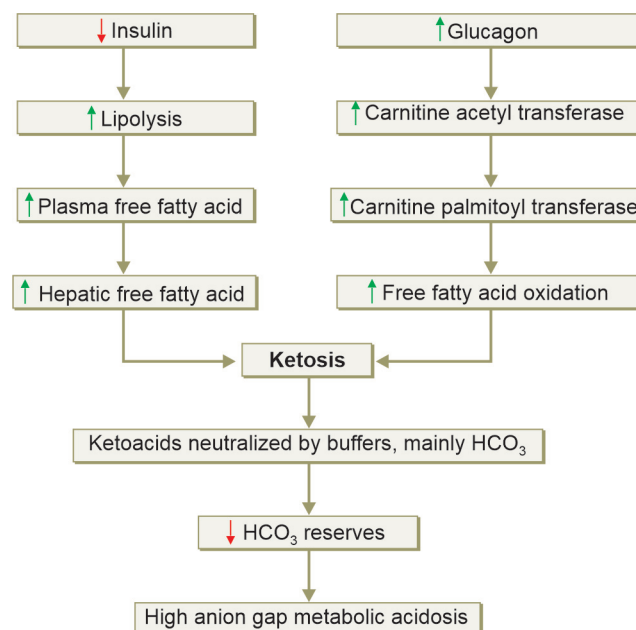 ↓ Insulin
↑ Glucagon
↑ Lipolysis
↑ Carnitine acetyl transferase
↑ Plasma free fatty acid
↑ Carnitine palmitoyl transferase
↑ Hepatic free fatty acid
↑ Free fatty acid oxidation
Ketosis
Ketoacids neutralized by buffers, mainly HCO₃
↓ HCO₃ reserves
High anion gap metabolic acidosis